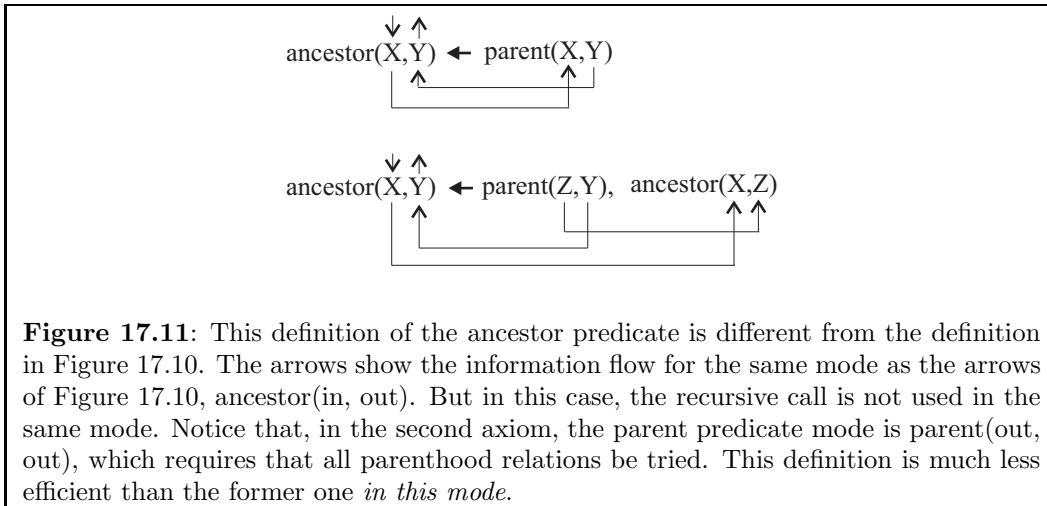 ancestor(X,Y) ← parent(X,Y)
ancestor(X,Y) ← parent(Z,Y), ancestor(X,Z)
Figure 17.11: This definition of the ancestor predicate is different from the definition
in Figure 17.10. The arrows show the information flow for the same mode as the arrows
of Figure 17.10, ancestor(in, out). But in this case, the recursive call is not used in the
same mode. Notice that, in the second axiom, the parent predicate mode is parent(out,
out), which requires that all parenthood relations be tried. This definition is much less
efficient than the former one in this mode.